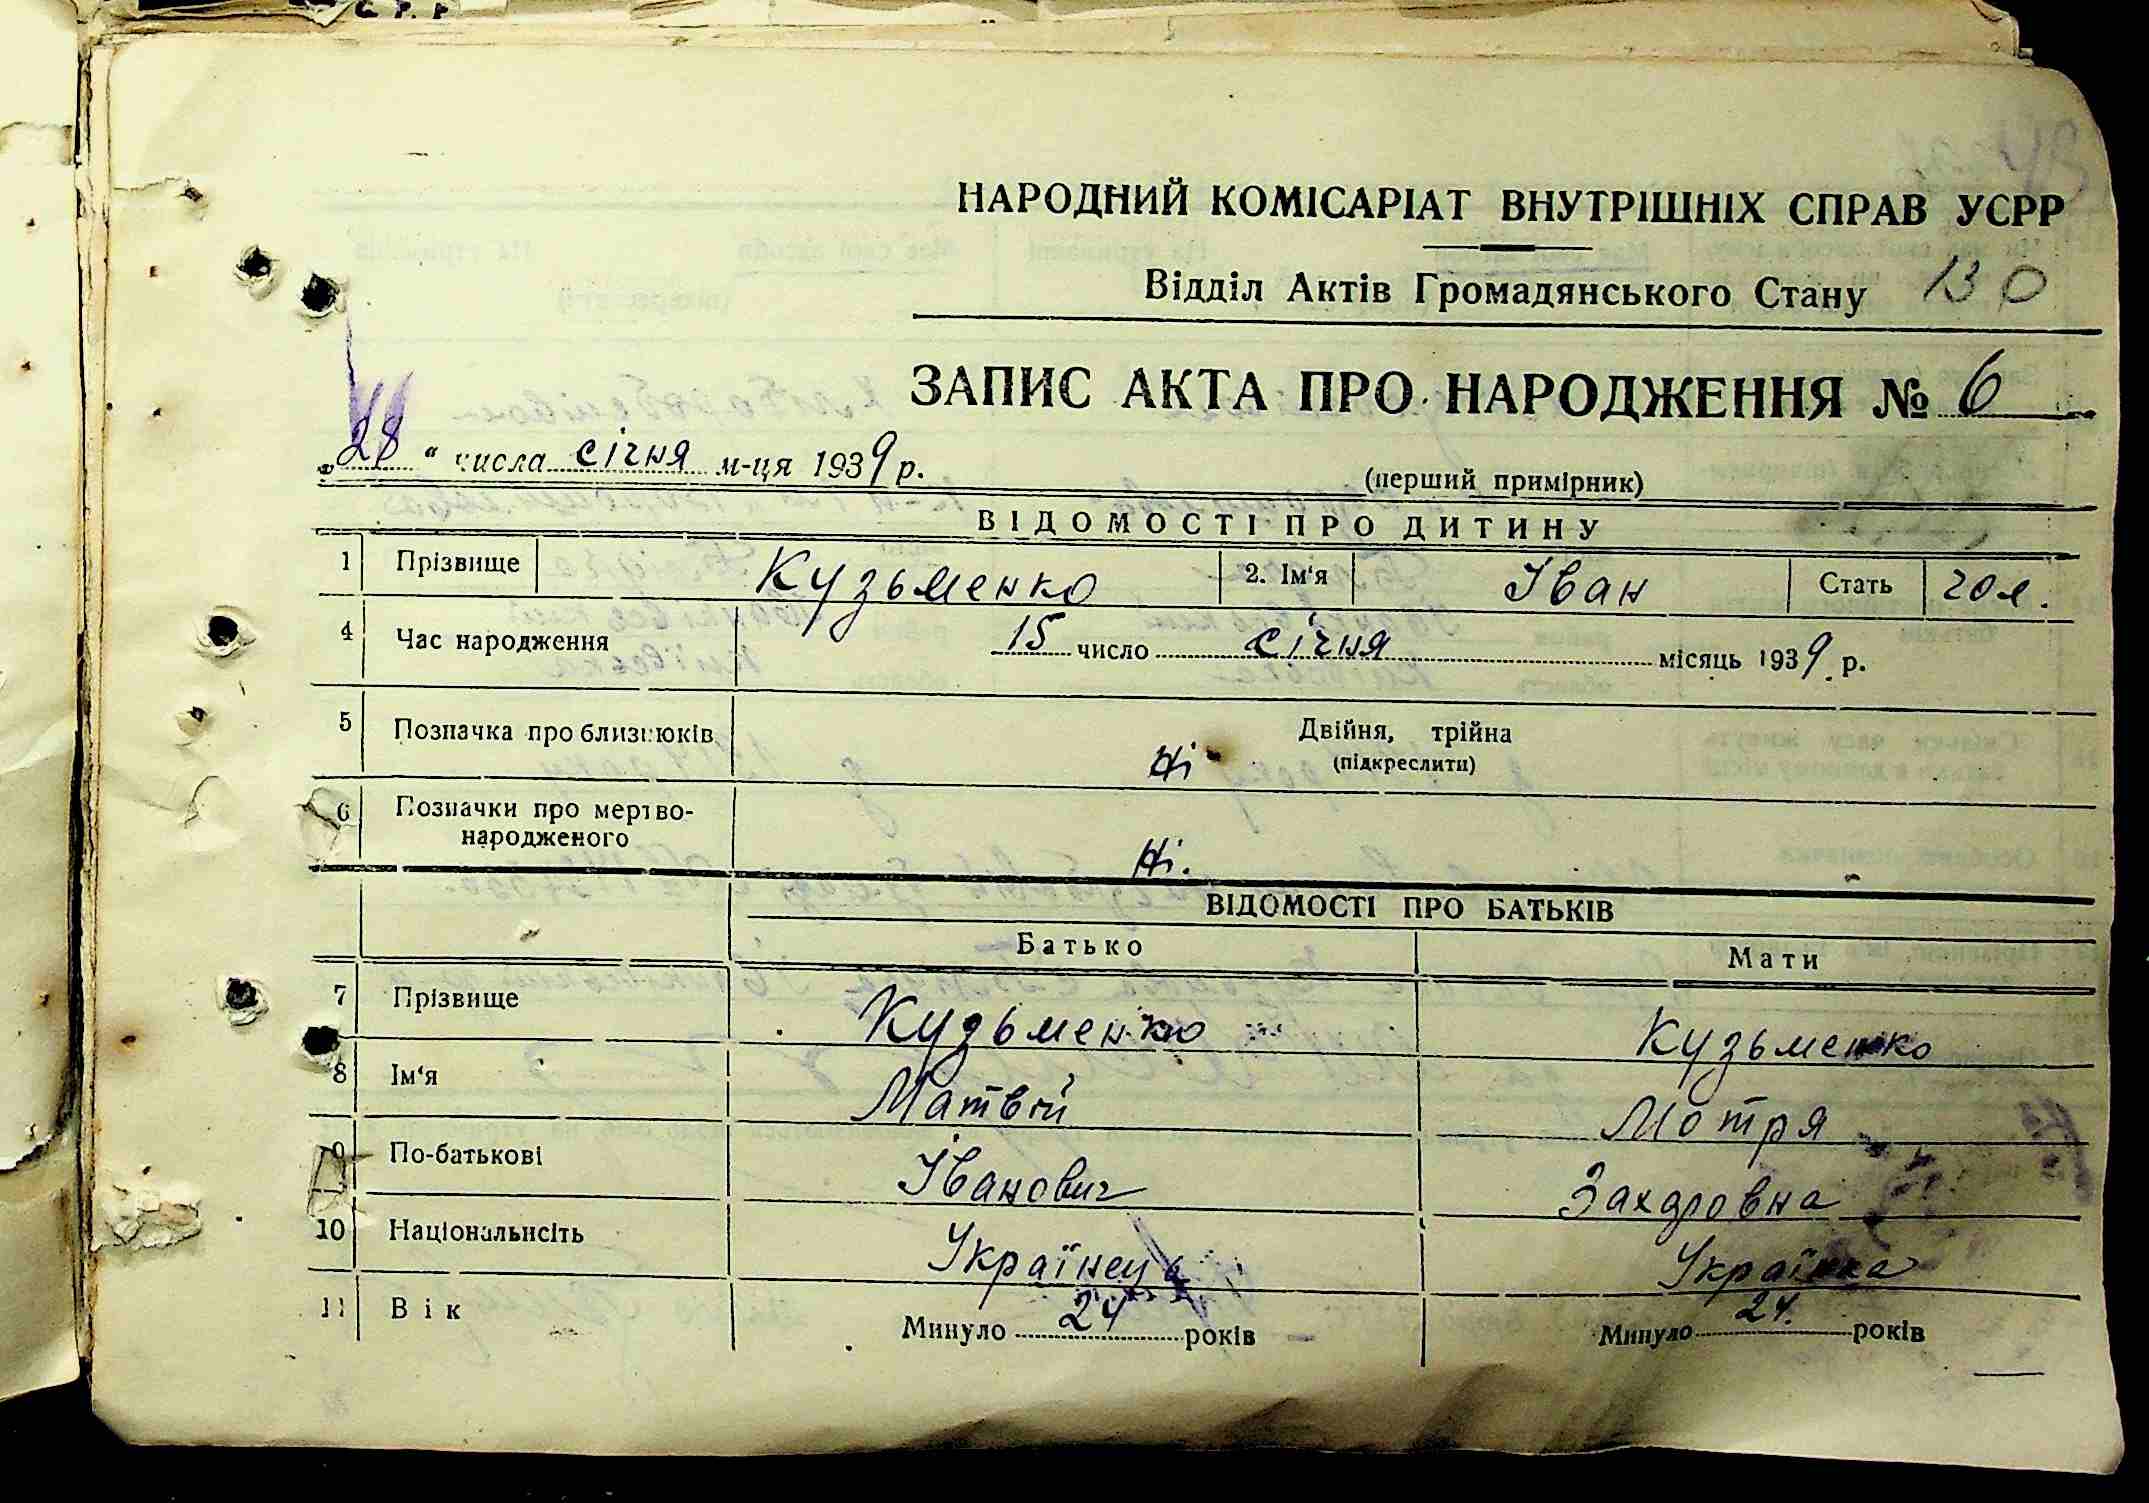 НАРОДНИЙ КОМІСАРІАТ ВНУТРІШНІХ СПРАВ УСРР
Відділ Актів Громадянського Стану 130
ЗАПИС АКТА ПРО НАРОДЖЕННЯ № 6
„28“ числа січня м-ця 1939 р.
(перший примірник)
ВІДОМОСТІ ПРО ДИТИНУ
1 Прізвище Кузьменко 2. Ім'я Іван Стать чол.
4 Час народження 15 число січня місяць 1939 р.
5 Позначка про близнюків Ні Двійня, трійна
(підкреслити)
6 Позначки про мертво-
народженого Ні.
ВІДОМОСТІ ПРО БАТЬКІВ
Батько Мати
7 Прізвище Кузьменко Кузьменко
8 Ім'я Матвій Мотря
9 По-батькові Іванович Захаровна
10 Національність Українец Українка
11 Вік Минуло 24 років Минуло 24. років